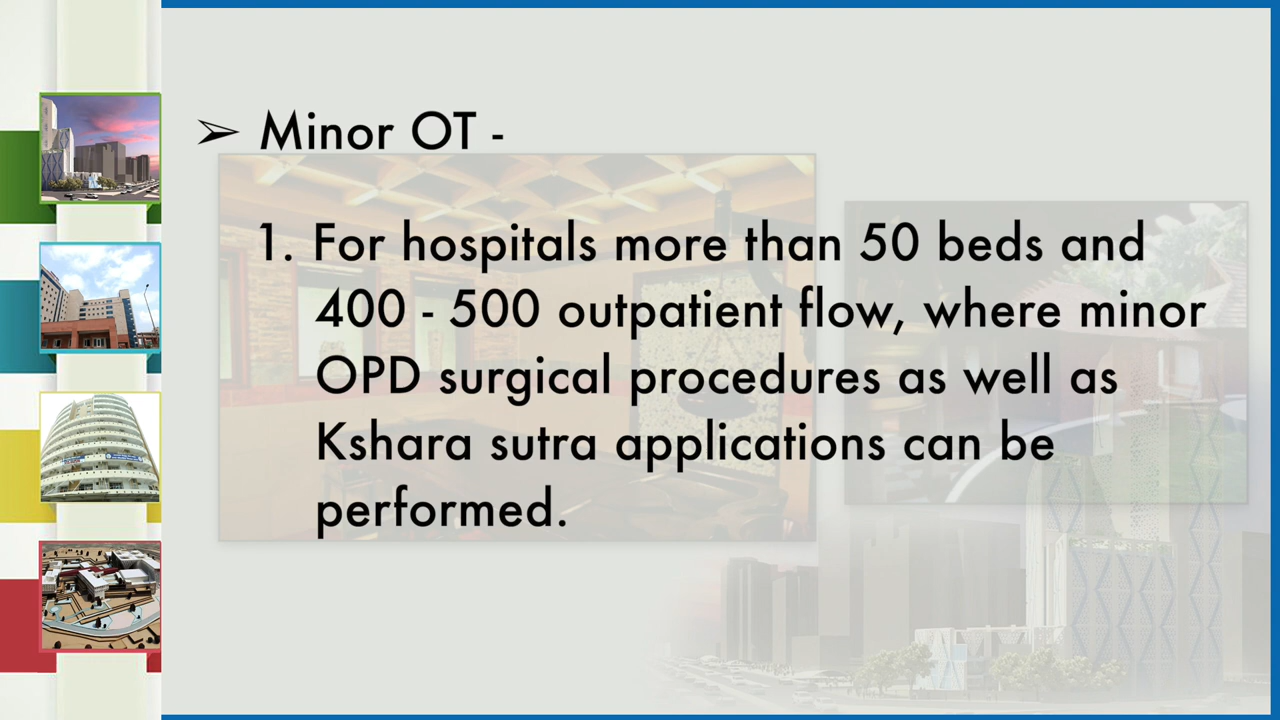 ➢ Minor OT -
1. For hospitals more than 50 beds and
400 - 500 outpatient flow, where minor
OPD surgical procedures as well as
Kshara sutra applications can be
performed.